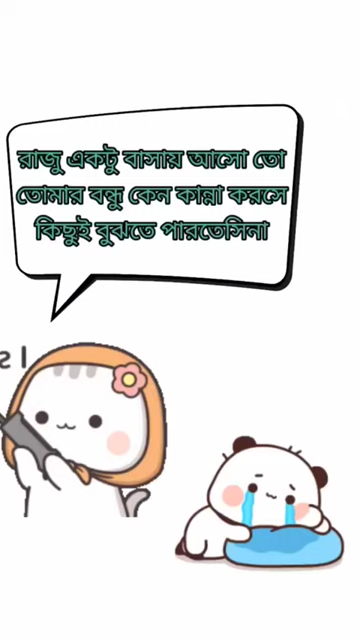 রাজু একটু বাসায় আসো তো
তোমার বন্ধু কেন কান্না করসে
কিছুই বুঝতে পারতেসিনা